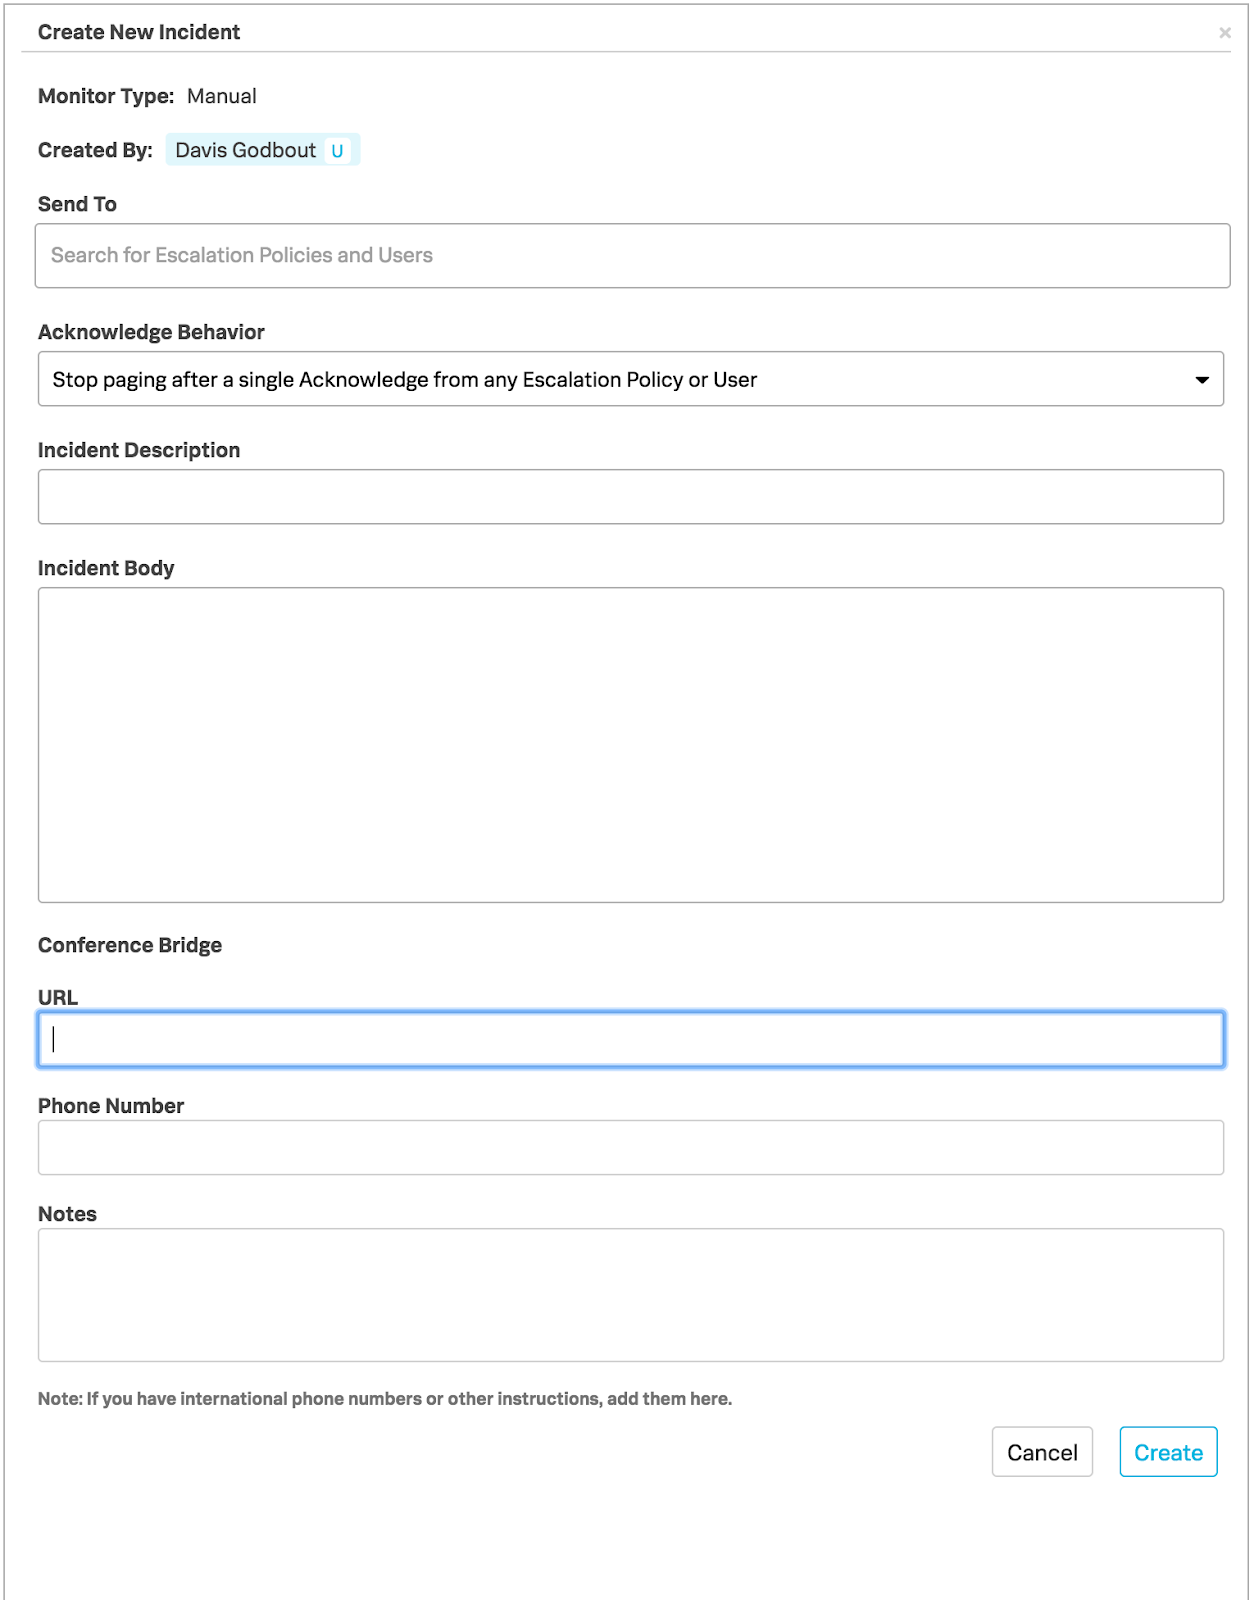 Create New Incident ×
Monitor Type: Manual
Created By: Davis Godbout U
Send To
Search for Escalation Policies and Users
Acknowledge Behavior
Stop paging after a single Acknowledge from any Escalation Policy or User
Incident Description
Incident Body
Conference Bridge
URL
Phone Number
Notes
Note: If you have international phone numbers or other instructions, add them here.
Cancel Create